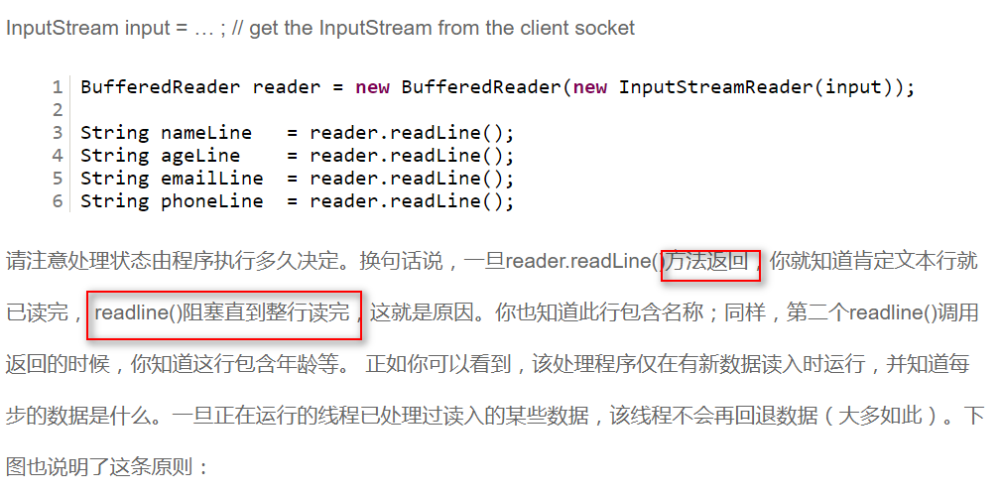 InputStream input = … ; // get the InputStream from the client socket
1 BufferedReader reader = new BufferedReader(new InputStreamReader(input));
2
3 String nameLine   = reader.readLine();
4 String ageLine    = reader.readLine();
5 String emailLine  = reader.readLine();
6 String phoneLine  = reader.readLine();
请注意处理状态由程序执行多久决定。换句话说，一旦reader.readLine()方法返回，你就知道肯定文本行就
已读完， readline()阻塞直到整行读完，这就是原因。你也知道此行包含名称；同样，第二个readline()调用
返回的时候，你知道这行包含年龄等。 正如你可以看到，该处理程序仅在有新数据读入时运行，并知道每
步的数据是什么。一旦正在运行的线程已处理过读入的某些数据，该线程不会再回退数据（大多如此）。下
图也说明了这条原则：